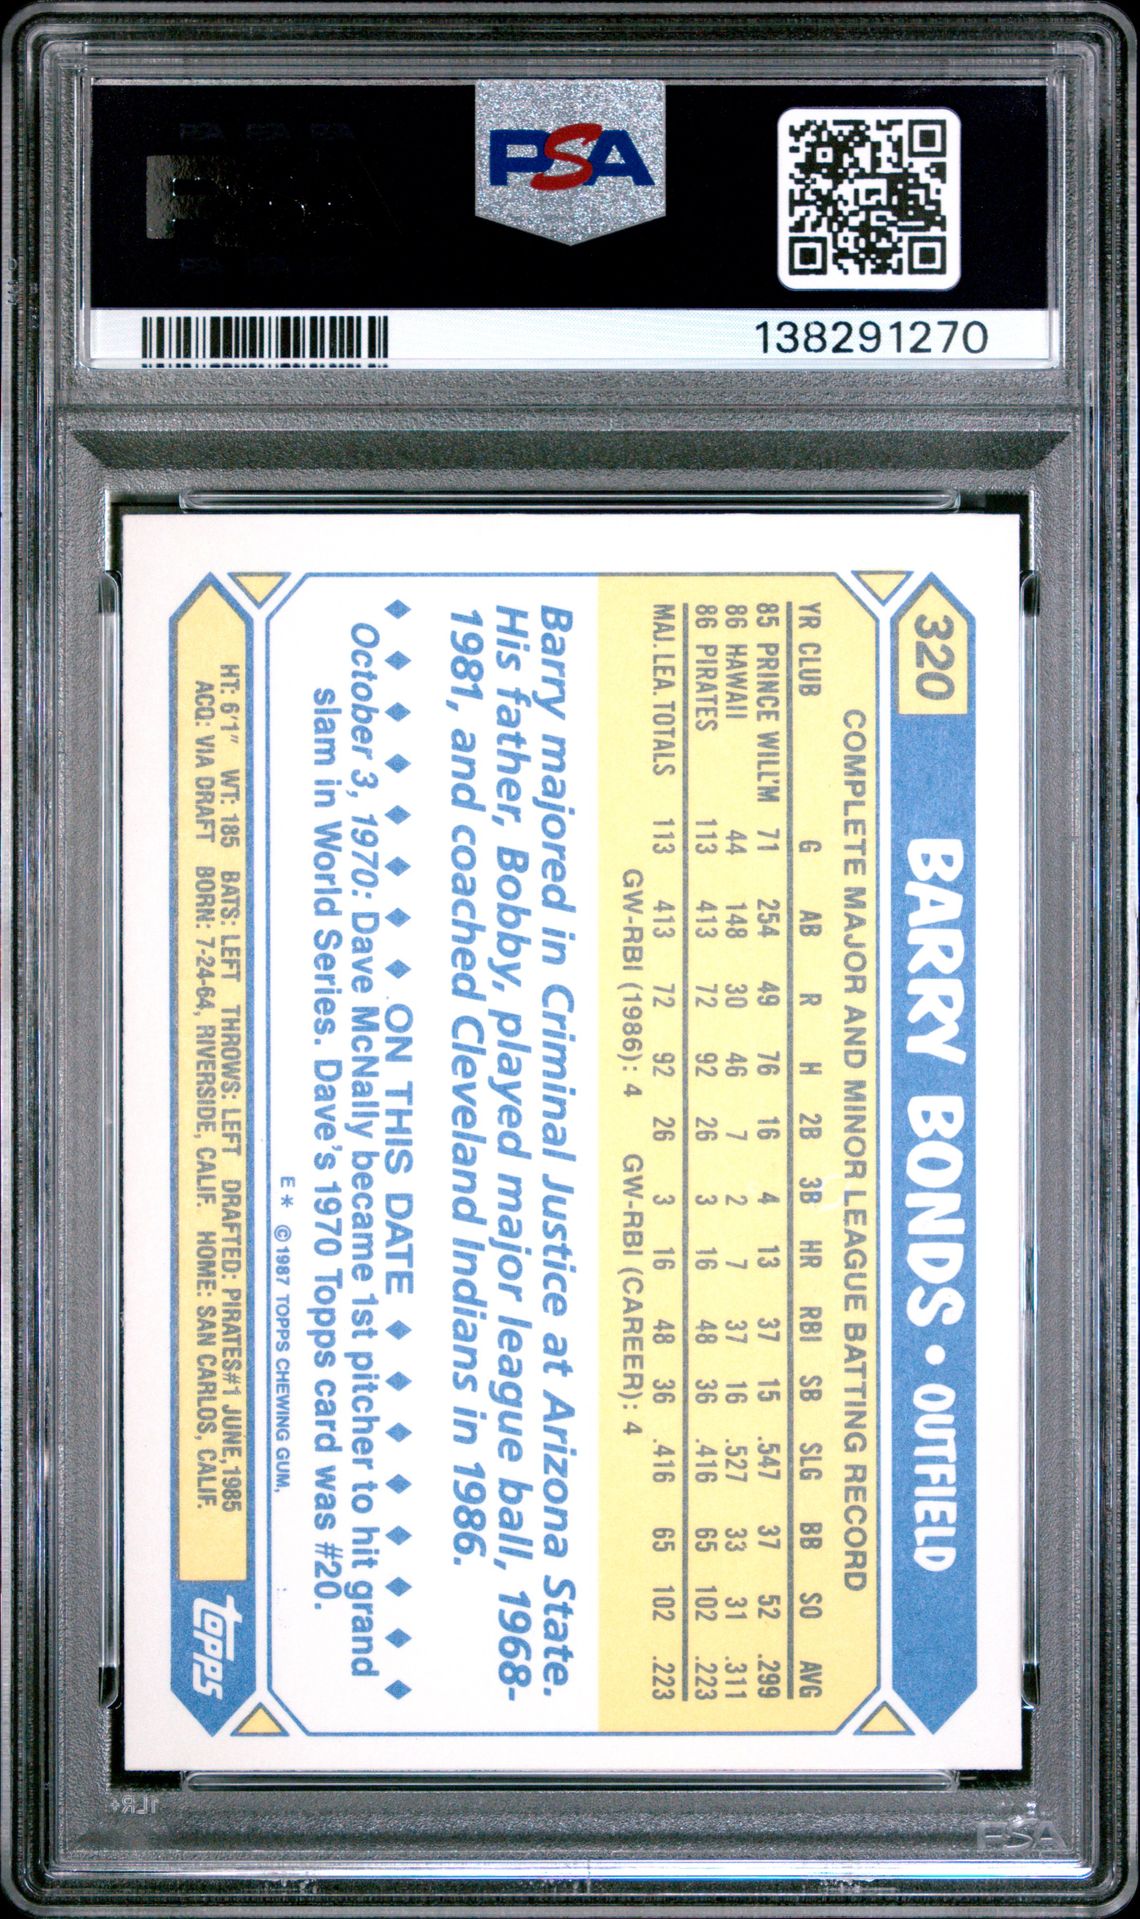 PSA
138291270
320 BARRY BONDS • OUTFIELD
COMPLETE MAJOR AND MINOR LEAGUE BATTING RECORD
YR CLUB G AB R H 2B 3B HR RBI SB SLG BB SO AVG
85 PRINCE WILL'M 71 254 49 76 16 4 13 37 15 .547 37 52 .299
86 HAWAII 44 148 30 46 7 2 7 37 16 .527 33 31 .311
86 PIRATES 113 413 72 92 26 3 16 48 36 .416 65 102 .223
MAJ. LEA. TOTALS 113 413 72 92 26 3 16 48 36 .416 65 102 .223
GW-RBI (1986): 4 GW-RBI (CAREER): 4
Barry majored in Criminal Justice at Arizona State.
His father, Bobby, played major league ball, 1968-
1981, and coached Cleveland Indians in 1986.
◆ ◆ ◆ ◆ ◆ ◆ ◆ ◆ ON THIS DATE ◆ ◆ ◆ ◆ ◆ ◆ ◆ ◆
October 3, 1970: Dave McNally became 1st pitcher to hit grand
slam in World Series. Dave's 1970 Topps card was #20.
E* ©1987 TOPPS CHEWING GUM,
HT: 6'1" WT: 185 BATS: LEFT THROWS: LEFT DRAFTED: PIRATES#1 JUNE, 1985
ACQ: VIA DRAFT BORN: 7-24-64, RIVERSIDE, CALIF. HOME: SAN CARLOS, CALIF.
topps
1LR+
PSA